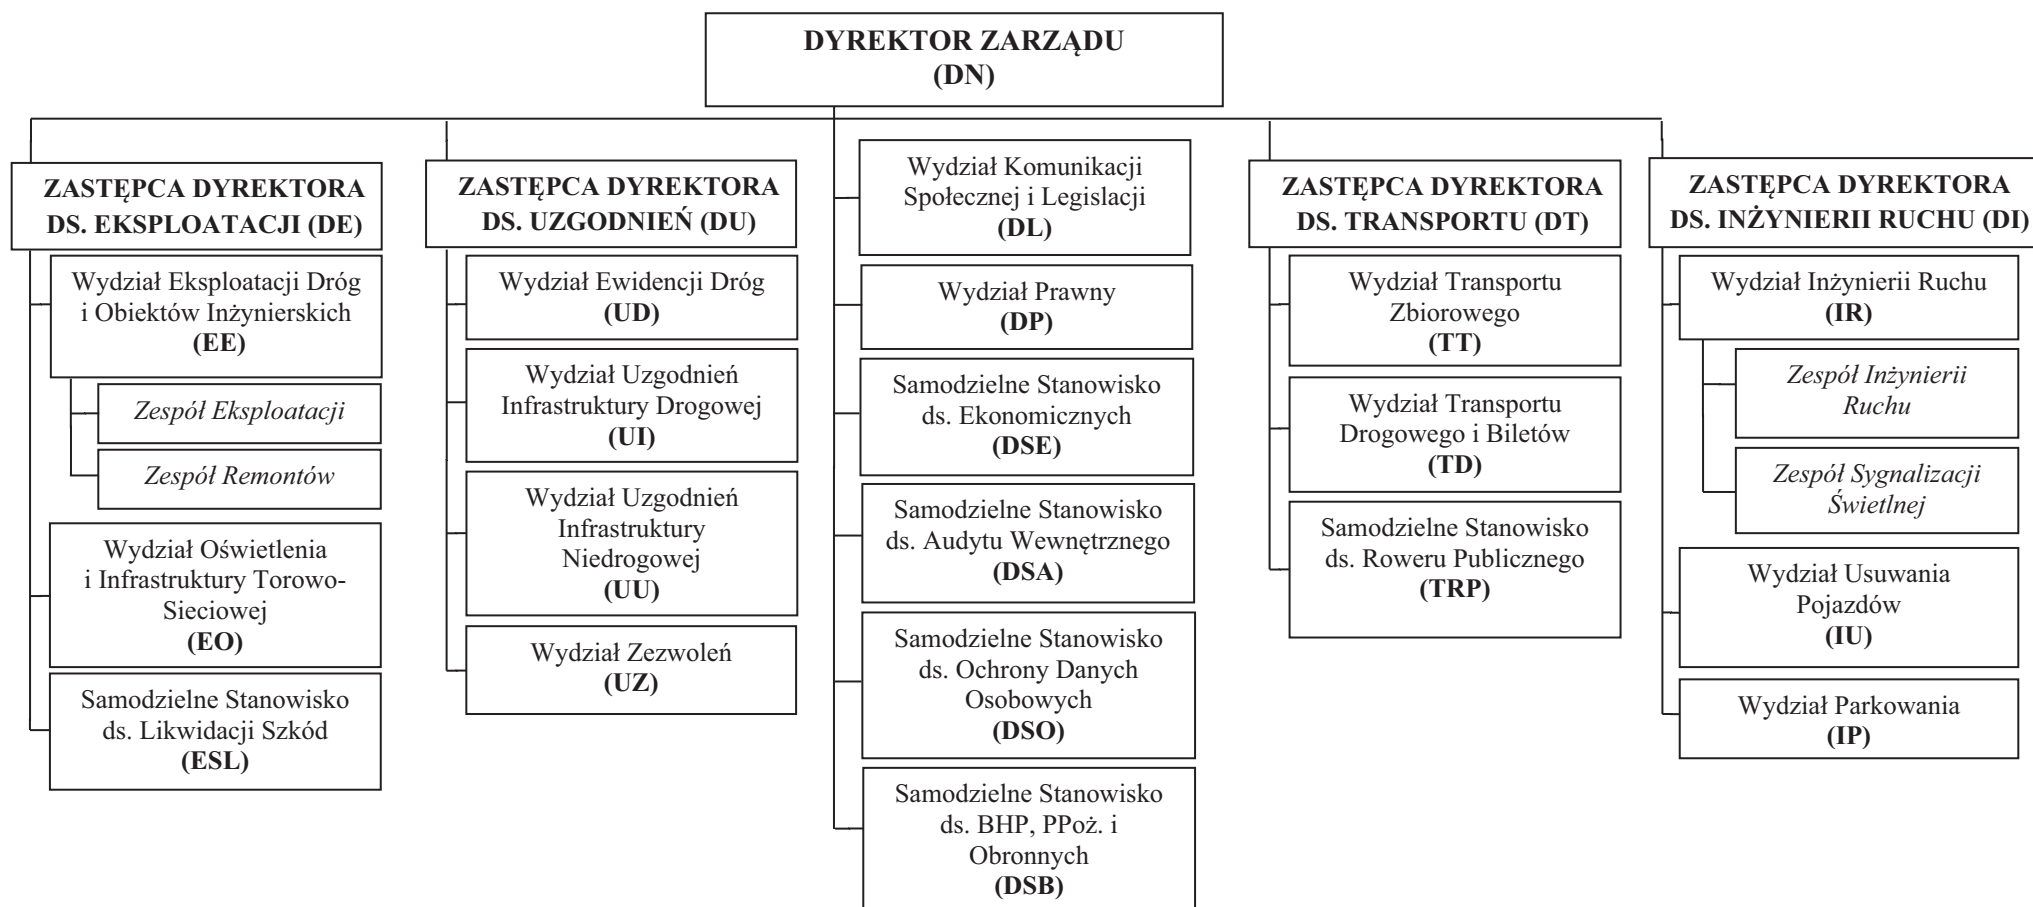 DYREKTOR ZARZĄDU
(DN)
ZASTĘPCA DYREKTORA
DS. EKSPLOATACJI (DE)
Wydział Eksploatacji Dróg
i Obiektów Inżynierskich
(EE)
Zespół Eksploatacji
Zespół Remontów
Wydział Oświetlenia
i Infrastruktury Torowo-
Sieciowej
(EO)
Samodzielne Stanowisko
ds. Likwidacji Szkód
(ESL)
ZASTĘPCA DYREKTORA
DS. UZGODNIEŃ (DU)
Wydział Ewidencji Dróg
(UD)
Wydział Uzgodnień
Infrastruktury Drogowej
(UI)
Wydział Uzgodnień
Infrastruktury
Niedrogowej
(UU)
Wydział Zezwoleń
(UZ)
Wydział Komunikacji
Społecznej i Legislacji
(DL)
Wydział Prawny
(DP)
Samodzielne Stanowisko
ds. Ekonomicznych
(DSE)
Samodzielne Stanowisko
ds. Audytu Wewnętrznego
(DSA)
Samodzielne Stanowisko
ds. Ochrony Danych
Osobowych
(DSO)
Samodzielne Stanowisko
ds. BHP, PPoż. i
Obronnych
(DSB)
ZASTĘPCA DYREKTORA
DS. TRANSPORTU (DT)
Wydział Transportu
Zbiorowego
(TT)
Wydział Transportu
Drogowego i Biletów
(TD)
Samodzielne Stanowisko
ds. Roweru Publicznego
(TRP)
ZASTĘPCA DYREKTORA
DS. INŻYNIERII RUCHU (DI)
Wydział Inżynierii Ruchu
(IR)
Zespół Inżynierii
Ruchu
Zespół Sygnalizacji
Świetlnej
Wydział Usuwania
Pojazdów
(IU)
Wydział Parkowania
(IP)